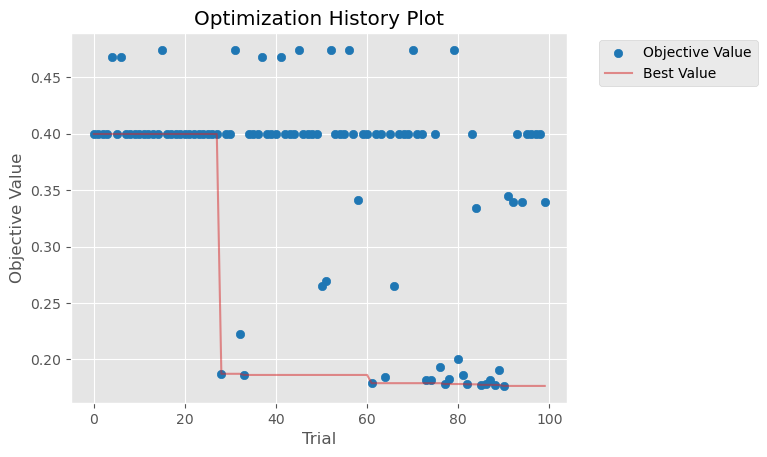 Optimization History Plot
Objective Value
Best Value
Objective Value
0.45
0.40
0.35
0.30
0.25
0.20
0
20
40
60
80
100
Trial